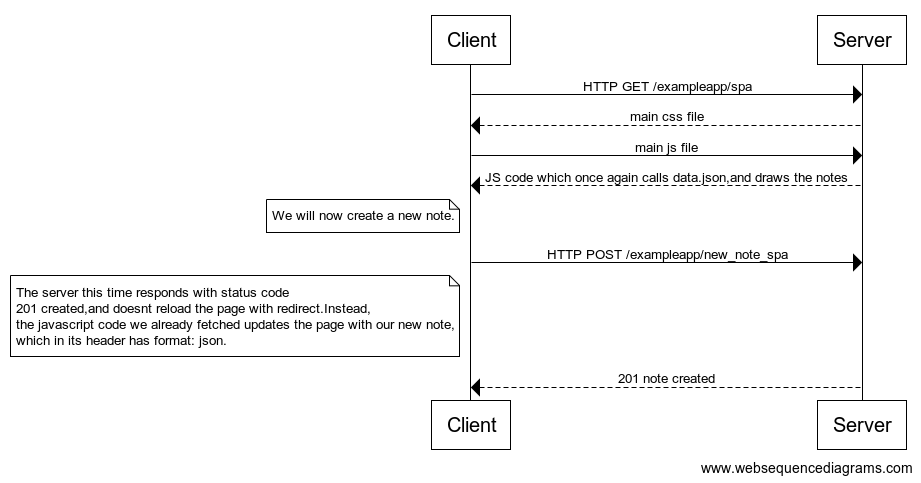 Client
Server
HTTP GET /exampleapp/spa
main css file
main js file
JS code which once again calls data.json,and draws the notes
We will now create a new note.
HTTP POST /exampleapp/new_note_spa
The server this time responds with status code
201 created,and doesnt reload the page with redirect.Instead,
the javascript code we already fetched updates the page with our new note,
which in its header has format: json.
201 note created
Client
Server
www.websequencediagrams.com